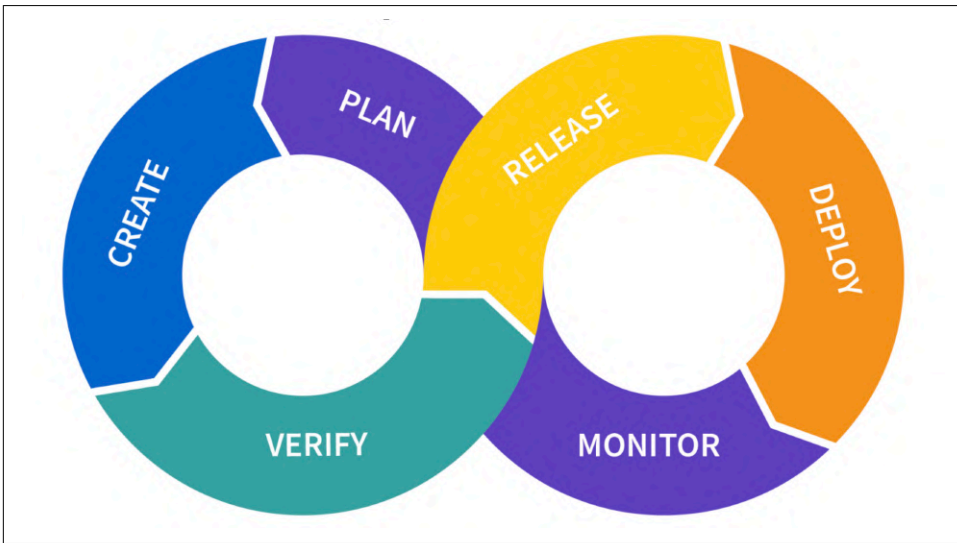 PLAN
CREATE
VERIFY
RELEASE
DEPLOY
MONITOR